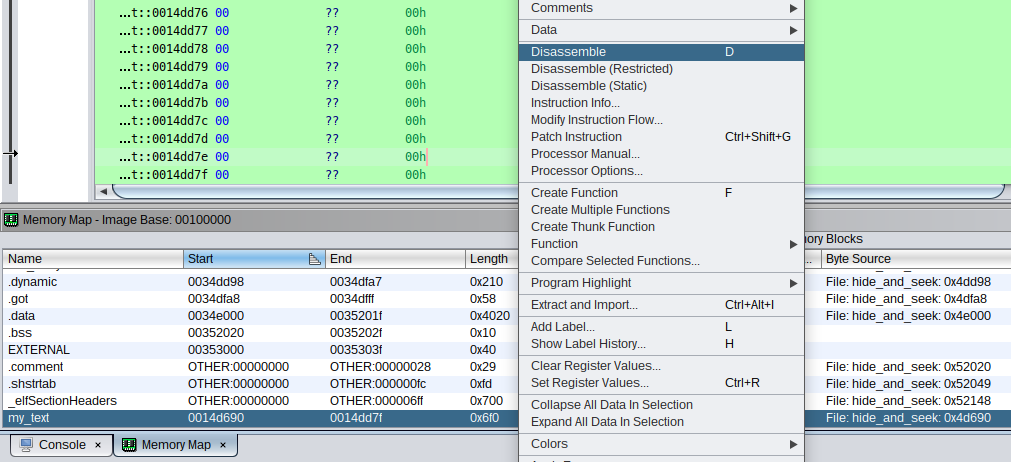 ...t::0014dd76 00 ?? 00h
...t::0014dd77 00 ?? 00h
...t::0014dd78 00 ?? 00h
...t::0014dd79 00 ?? 00h
...t::0014dd7a 00 ?? 00h
...t::0014dd7b 00 ?? 00h
...t::0014dd7c 00 ?? 00h
...t::0014dd7d 00 ?? 00h
...t::0014dd7e 00 ?? 00h
...t::0014dd7f 00 ?? 00h
Comments
Data
Disassemble D
Disassemble (Restricted)
Disassemble (Static)
Instruction Info...
Modify Instruction Flow...
Patch Instruction Ctrl+Shift+G
Processor Manual...
Processor Options...
Create Function F
Create Multiple Functions
Create Thunk Function
Function
Compare Selected Functions...
Program Highlight
Extract and Import... Ctrl+Alt+I
Add Label... L
Show Label History... H
Clear Register Values...
Set Register Values... Ctrl+R
Collapse All Data In Selection
Expand All Data In Selection
Colors
Memory Map - Image Base: 00100000
Blocks
Name Start End Length ... Byte Source
.dynamic 0034dd98 0034dfa7 0x210 File: hide_and_seek: 0x4dd98
.got 0034dfa8 0034dfff 0x58 File: hide_and_seek: 0x4dfa8
.data 0034e000 0035201f 0x4020 File: hide_and_seek: 0x4e000
.bss 00352020 0035202f 0x10
EXTERNAL 00353000 0035303f 0x40
.comment OTHER:00000000 OTHER:00000028 0x29 File: hide_and_seek: 0x52020
.shstrtab OTHER:00000000 OTHER:000000fc 0xfd File: hide_and_seek: 0x52049
_elfSectionHeaders OTHER:00000000 OTHER:000006ff 0x700 File: hide_and_seek: 0x52148
my_text 0014d690 0014dd7f 0x6f0 File: hide_and_seek: 0x4d690
Console × Memory Map ×